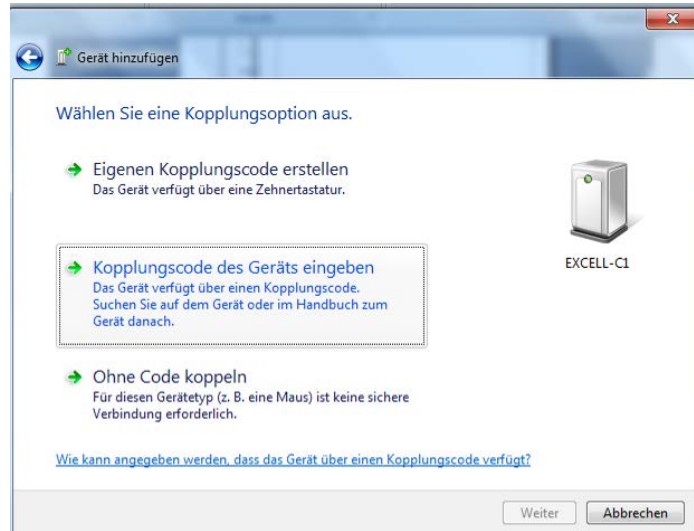 Gerät hinzufügen
Wählen Sie eine Kopplungsoption aus.
Eigenen Kopplungscode erstellen
Das Gerät verfügt über eine Zehnertastatur.
EXCELL-C1
Kopplungscode des Geräts eingeben
Das Gerät verfügt über einen Kopplungscode.
Suchen Sie auf dem Gerät oder im Handbuch zum
Gerät danach.
Ohne Code koppeln
Für diesen Gerätetyp (z. B. eine Maus) ist keine sichere
Verbindung erforderlich.
Wie kann angegeben werden, dass das Gerät über einen Kopplungscode verfügt?
Weiter
Abbrechen